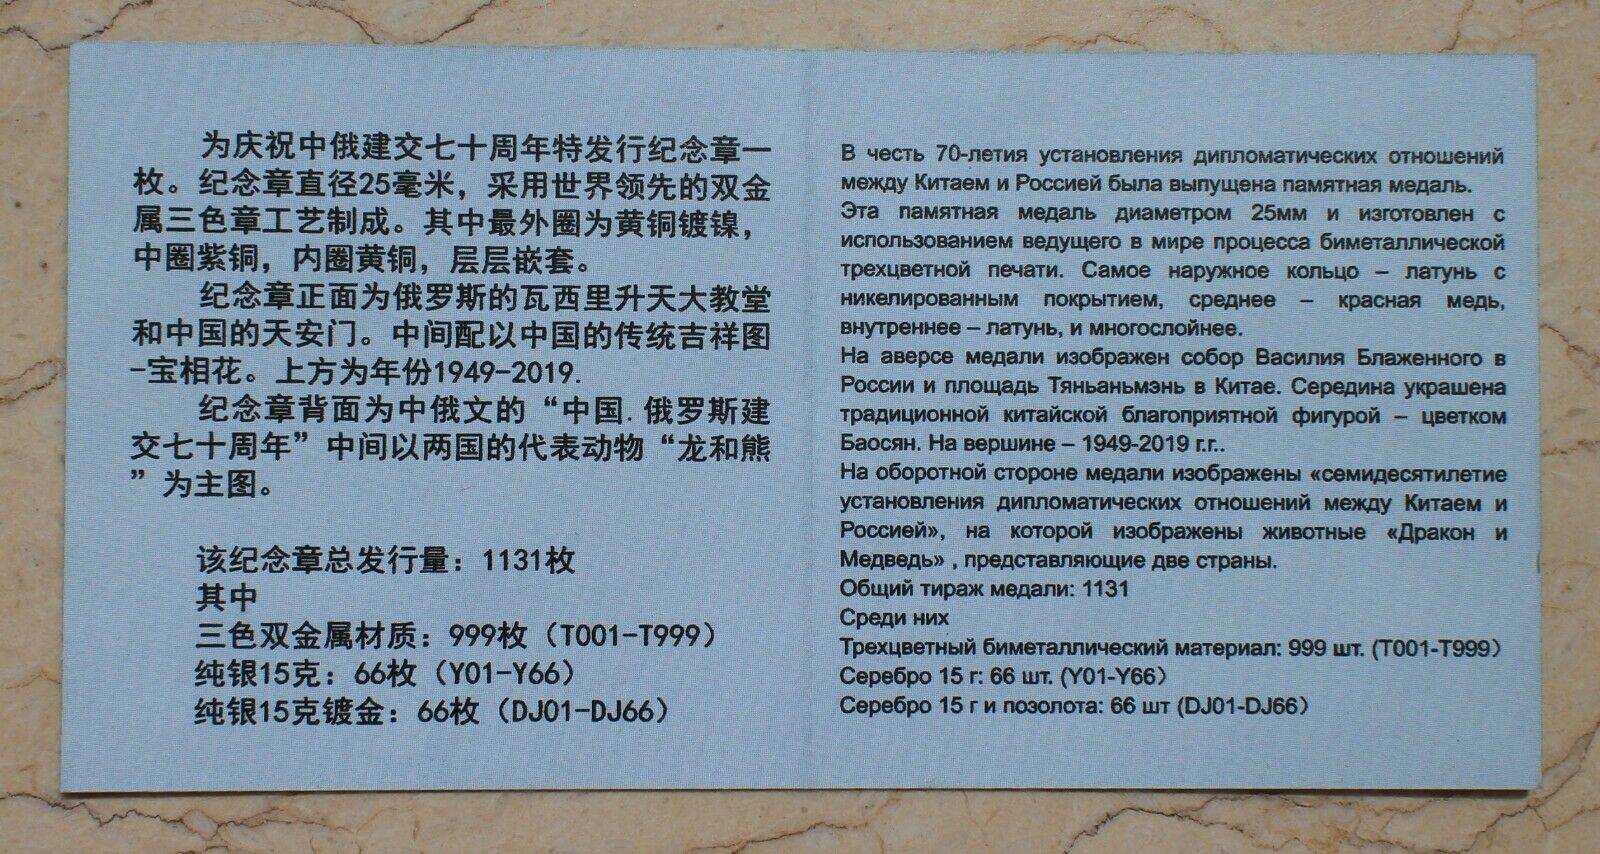 为庆祝中俄建交七十周年特发行纪念章一
枚。纪念章直径25毫米，采用世界领先的双金
属三色章工艺制成。其中最外圈为黄铜镀镍，
中圈紫铜，内圈黄铜，层层嵌套。
纪念章正面为俄罗斯的瓦西里升天大教堂
和中国的天安门。中间配以中国的传统吉祥图
-宝相花。上方为年份1949-2019.
纪念章背面为中俄文的“中国.俄罗斯建
交七十周年”中间以两国的代表动物“龙和熊
”为主图。
该纪念章总发行量：1131枚
其中
三色双金属材质：999枚（T001-T999）
纯银15克：66枚（Y01-Y66）
纯银15克镀金：66枚（DJ01-DJ66）
В честь 70-летия установления дипломатических отношений
между Китаем и Россией была выпущена памятная медаль.
Эта памятная медаль диаметром 25мм и изготовлен с
использованием ведущего в мире процесса биметаллической
трехцветной печати. Самое наружное кольцо – латунь с
никелированным покрытием, среднее – красная медь,
внутреннее – латунь, и многослойнее.
На аверсе медали изображен собор Василия Блаженного в
России и площадь Тяньаньмэнь в Китае. Середина украшена
традиционной китайской благоприятной фигурой – цветком
Баосян. На вершине – 1949-2019 г.г..
На оборотной стороне медали изображены «семидесятилетие
установления дипломатических отношений между Китаем и
Россией», на которой изображены животные «Дракон и
Медведь» , представляющие две страны.
Общий тираж медали: 1131
Среди них
Трехцветный биметаллический материал: 999 шт. (T001-T999）
Серебро 15 г: 66 шт. (Y01-Y66）
Серебро 15 г и позолота: 66 шт (DJ01-DJ66）